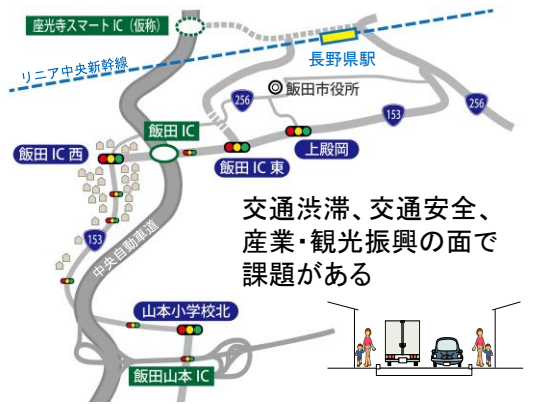 座光寺スマートIC(仮称)
リニア中央新幹線
長野県駅
256
飯田市役所
153
256
飯田IC
飯田IC西
飯田IC東
上殿岡
153
中央自動車道
交通渋滞、交通安全、
産業・観光振興の面で
課題がある
山本小学校北
飯田山本IC